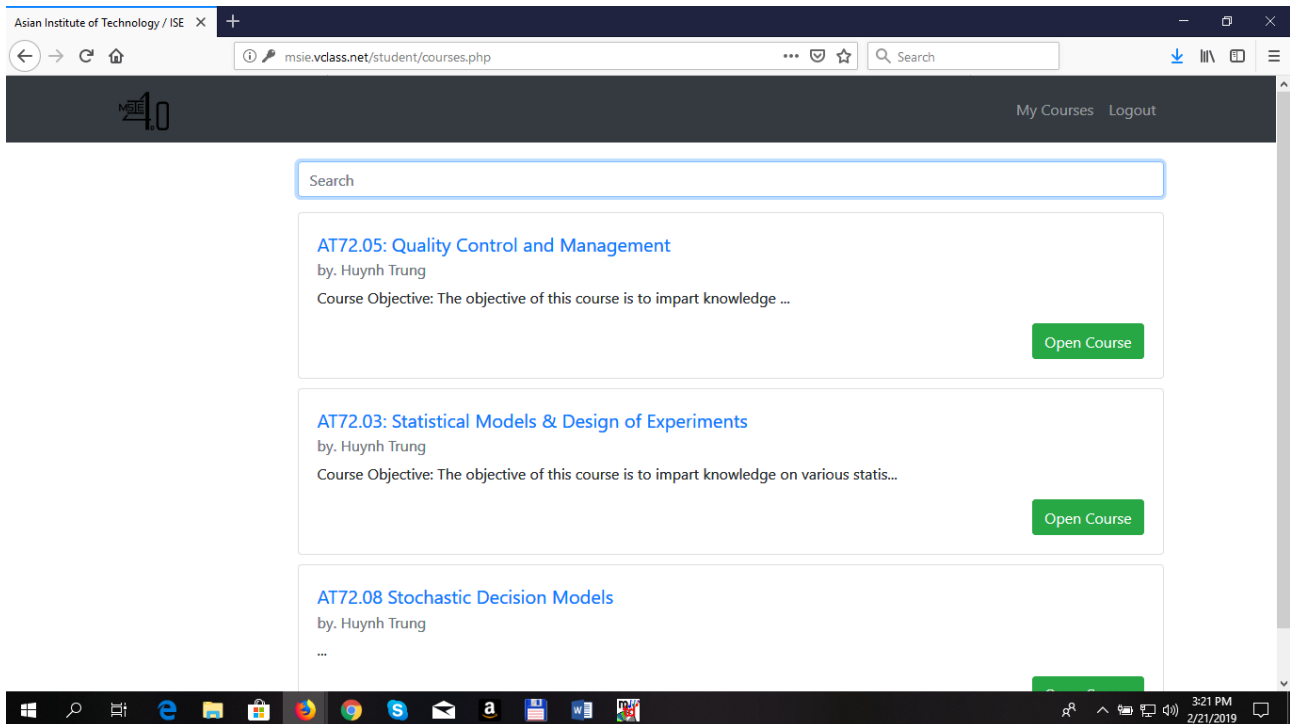 Asian Institute of Technology / ISE
msie.vclass.net/student/courses.php
Search
MSIE 4.0
My Courses Logout
Search
AT72.05: Quality Control and Management
by. Huynh Trung
Course Objective: The objective of this course is to impart knowledge ...
Open Course
AT72.03: Statistical Models & Design of Experiments
by. Huynh Trung
Course Objective: The objective of this course is to impart knowledge on various statis...
Open Course
AT72.08 Stochastic Decision Models
by. Huynh Trung
...
3:21 PM
2/21/2019